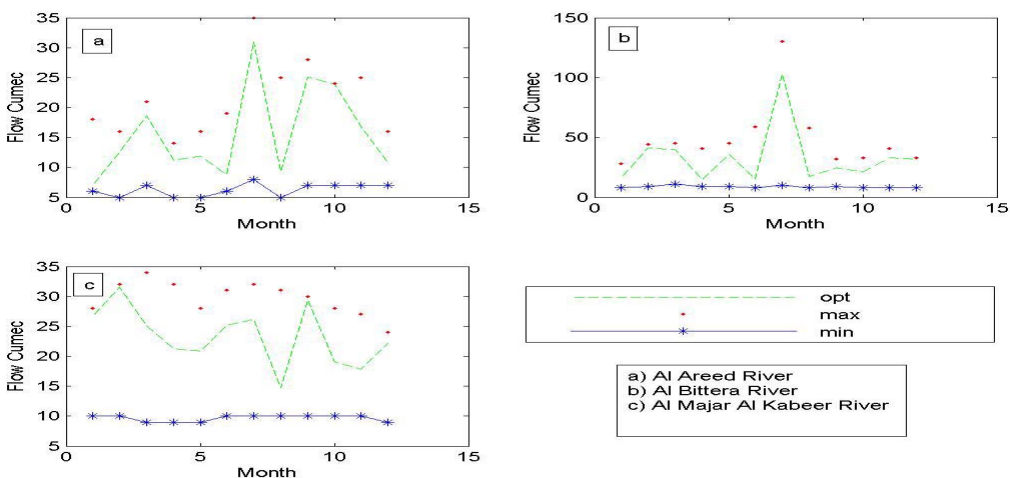 35
30
25
20
15
10
5
0
5
10
15
Flow Cumec
Month
a
150
100
50
0
0
5
10
15
Flow Cumec
Month
b
35
30
25
20
15
10
5
0
5
10
15
Flow Cumec
Month
c
opt
max
min
a) Al Areed River
b) Al Bittera River
c) Al Majar Al Kabeer River